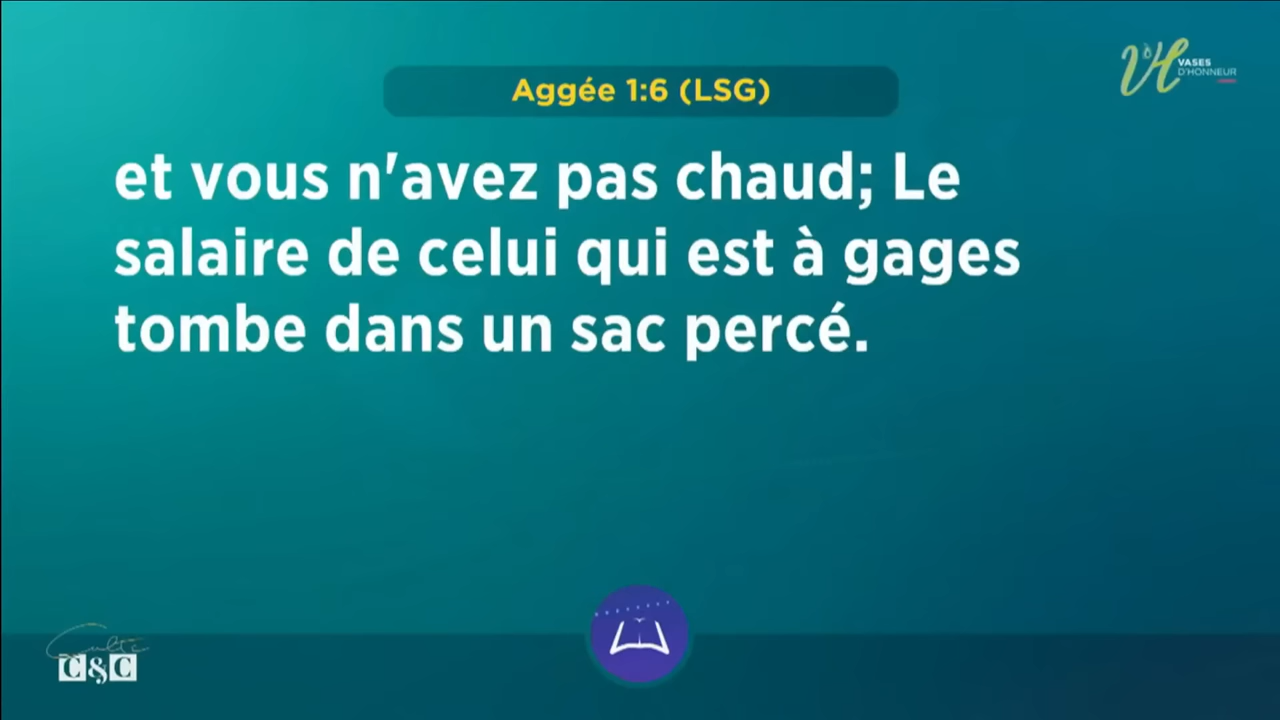 VASES
D'HONNEUR
Aggée 1:6 (LSG)
et vous n'avez pas chaud; Le
salaire de celui qui est à gages
tombe dans un sac percé.
Culte
C&C